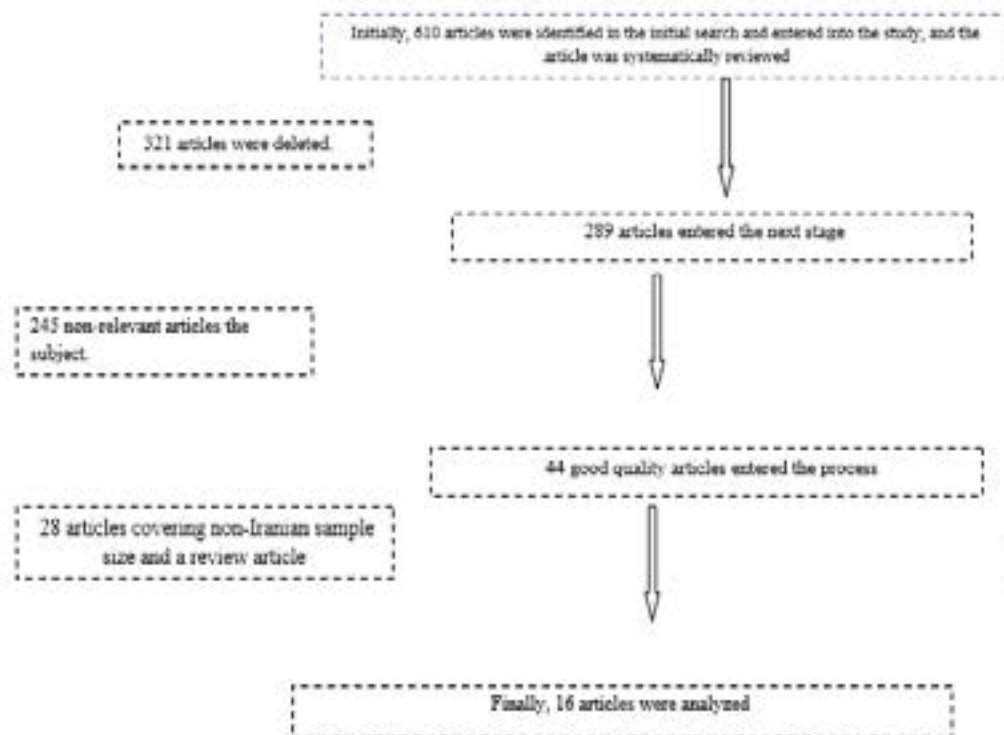 Initially, 610 articles were identified in the initial search and entered into the study, and the
article was systematically reviewed
321 articles were deleted.
289 articles entered the next stage
245 non-relevant articles the
subject.
44 good quality articles entered the process
28 articles covering non-Iranian sample
size and a review article
Finally, 16 articles were analyzed